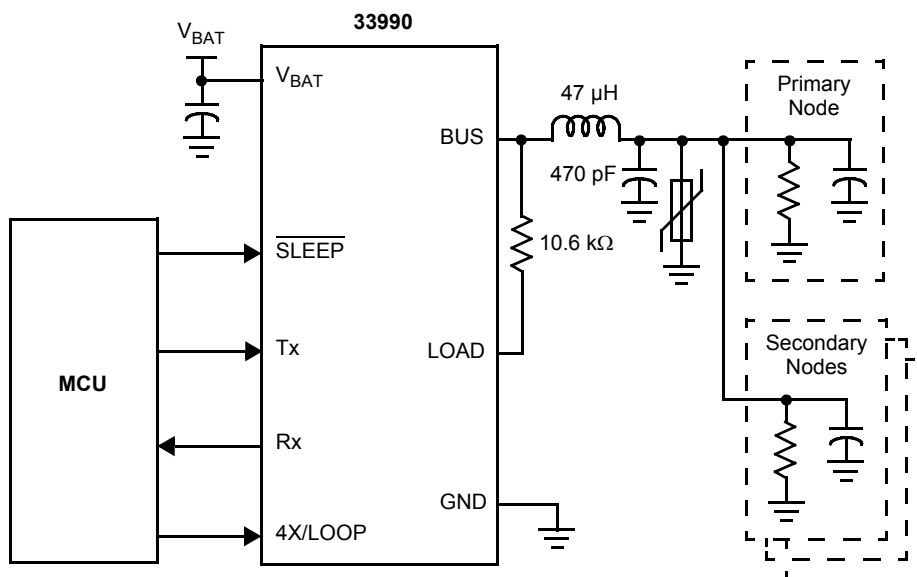 33990
V_BAT
V_BAT
BUS
47 µH
470 pF
10.6 kΩ
Primary
Node
MCU
SLEEP
Tx
LOAD
Secondary
Nodes
Rx
GND
4X/LOOP